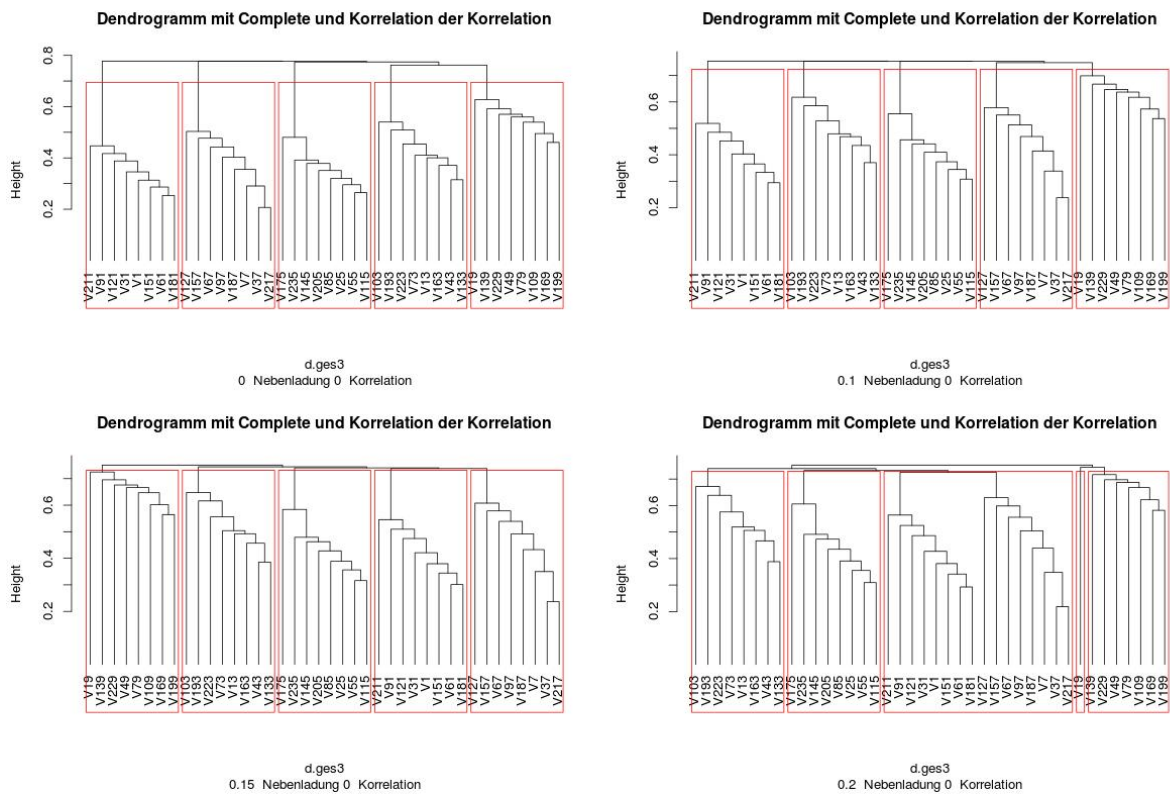 Dendrogramm mit Complete und Korrelation der Korrelation
Height
0.8
0.6
0.4
0.2
V211 V91 V121 V31 V1 V151 V61 V181 V127 V157 V67 V97 V187 V7 V37 V217 V175 V235 V145 V205 V85 V25 V55 V115 V103 V193 V223 V73 V13 V163 V43 V133 V19 V139 V229 V49 V79 V109 V169 V199
d.ges3
0 Nebenladung 0 Korrelation
Dendrogramm mit Complete und Korrelation der Korrelation
Height
0.6
0.4
0.2
V211 V91 V121 V31 V1 V151 V61 V181 V103 V193 V223 V73 V13 V163 V43 V133 V175 V235 V145 V205 V85 V25 V55 V115 V127 V157 V67 V97 V187 V7 V37 V217 V19 V139 V229 V49 V79 V109 V169 V199
d.ges3
0.1 Nebenladung 0 Korrelation
Dendrogramm mit Complete und Korrelation der Korrelation
Height
0.6
0.4
0.2
V19 V139 V229 V49 V79 V109 V169 V199 V103 V193 V223 V73 V13 V163 V43 V133 V175 V235 V145 V205 V85 V25 V55 V115 V211 V91 V121 V31 V1 V151 V61 V181 V127 V157 V67 V97 V187 V7 V37 V217
d.ges3
0.15 Nebenladung 0 Korrelation
Dendrogramm mit Complete und Korrelation der Korrelation
Height
0.6
0.4
0.2
V103 V193 V223 V73 V13 V163 V43 V133 V175 V235 V145 V205 V85 V25 V55 V115 V211 V91 V121 V31 V1 V151 V61 V181 V127 V157 V67 V97 V187 V7 V37 V217 V19 V139 V229 V49 V79 V109 V169 V199
d.ges3
0.2 Nebenladung 0 Korrelation